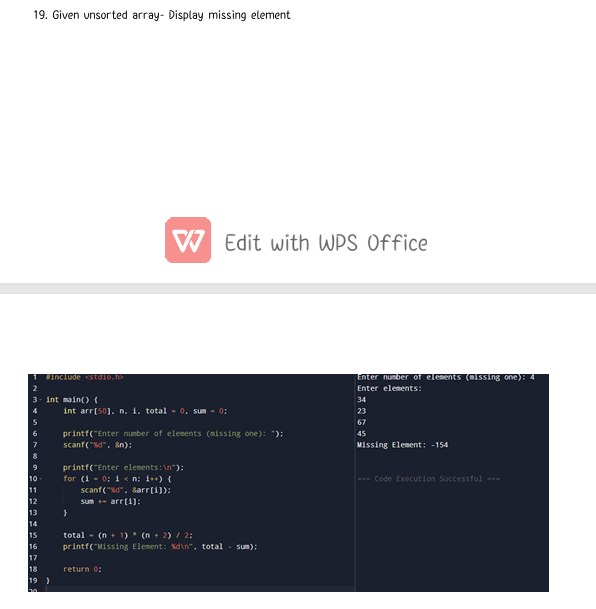 19. Given unsorted array- Display missing element
Edit with WPS Office
1 #include <stdio.h>
2
3 int main() {
4 int arr[50], n, i, total = 0, sum = 0;
5
6 printf("Enter number of elements (missing one): ");
7 scanf("%d", &n);
8
9 printf("Enter elements:\n");
10 for (i = 0; i < n; i++) {
11 scanf("%d", &arr[i]);
12 sum += arr[i];
13 }
14
15 total = (n + 1) * (n + 2) / 2;
16 printf("Missing Element: %d\n", total - sum);
17
18 return 0;
19 }
20
Enter number of elements (missing one): 4
Enter elements:
34
23
67
45
Missing Element: -154
=== Code Execution Successful ===